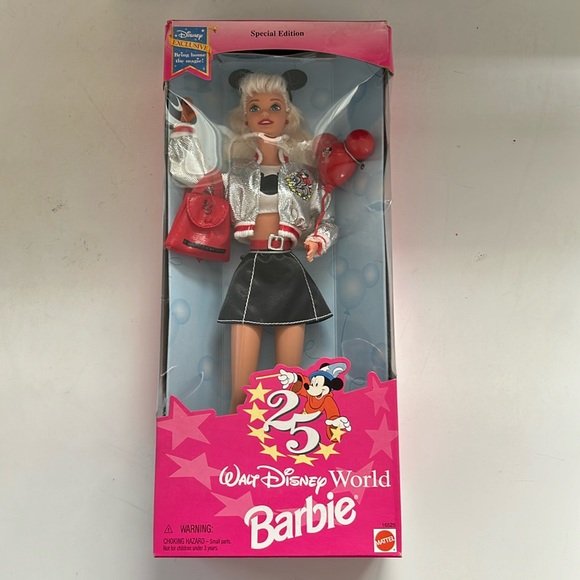 Disney
EXCLUSIVE
Bring home
the magic!
Special Edition
25
WALT DISNEY World
Barbie
⚠ WARNING:
CHOKING HAZARD - Small parts.
Not for children under 3 years.
16525
MATTEL